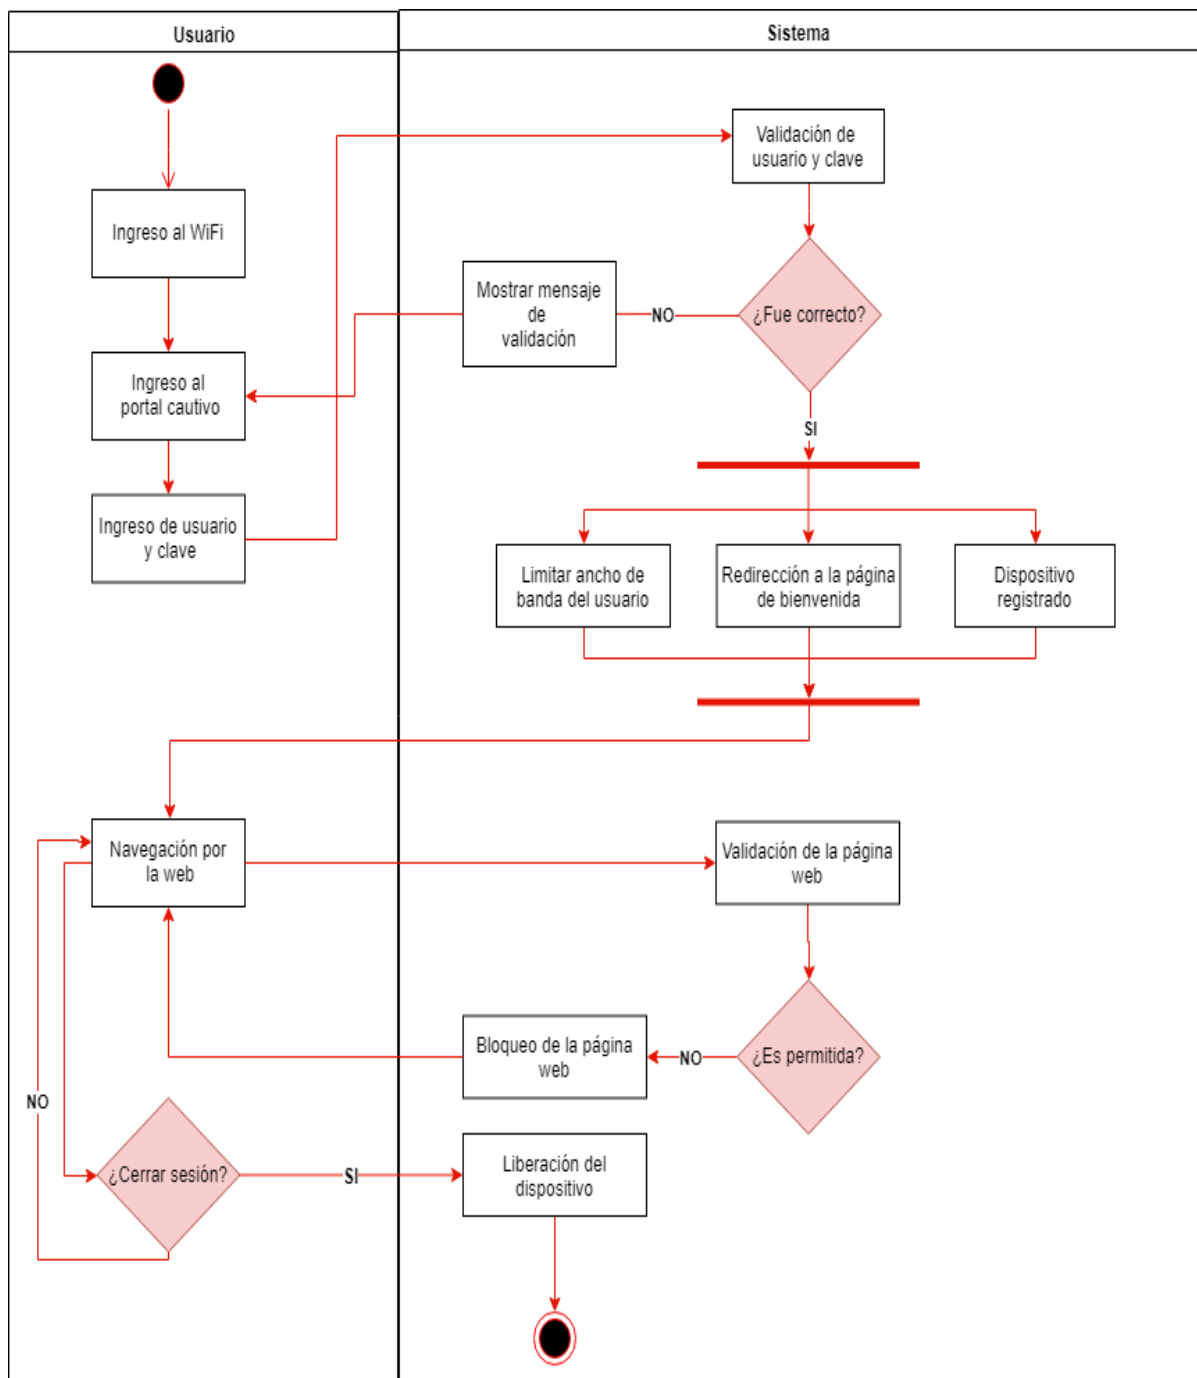 Usuario
Sistema
Validación de
usuario y clave
Ingreso al WiFi
Mostrar mensaje
de
validación
NO
¿Fue correcto?
Ingreso al
portal cautivo
SI
Ingreso de usuario
y clave
Limitar ancho de
banda del usuario
Redirección a la página
de bienvenida
Dispositivo
registrado
Navegación por
la web
Validación de la página
web
Bloqueo de la página
web
NO
¿Es permitida?
NO
¿Cerrar sesión?
SI
Liberación del
dispositivo